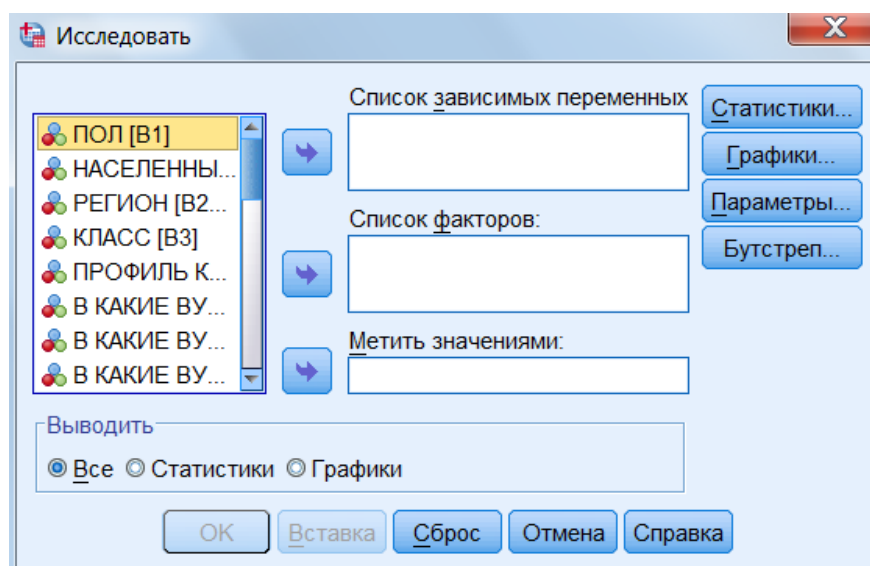 Исследовать
ПОЛ [B1]
НАСЕЛЕННЫ...
РЕГИОН [B2...
КЛАСС [B3]
ПРОФИЛЬ К...
В КАКИЕ ВУ...
В КАКИЕ ВУ...
В КАКИЕ ВУ...
Список зависимых переменных
Список факторов:
Метить значениями:
Статистики...
Графики...
Параметры...
Бутстреп...
Выводить
Все Статистики Графики
OK Вставка Сброс Отмена Справка